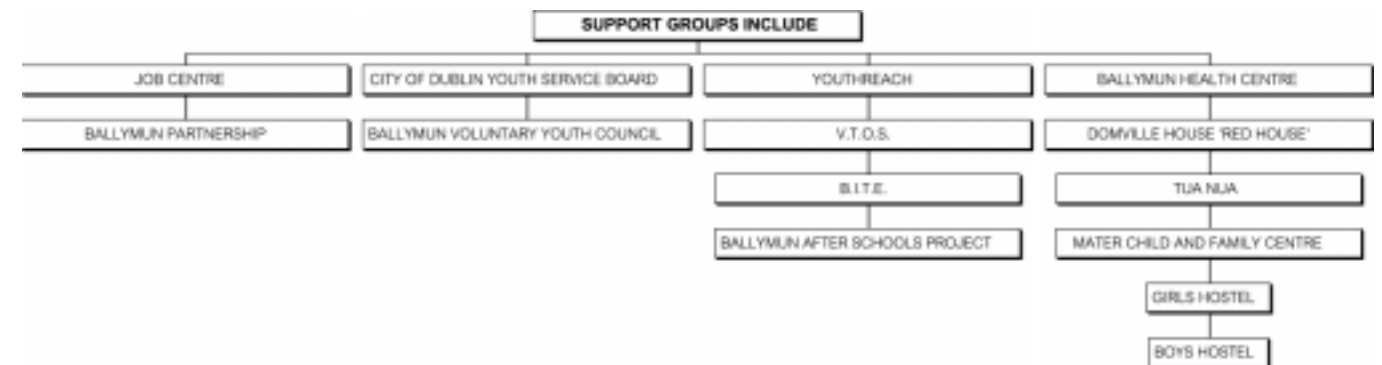 SUPPORT GROUPS INCLUDE
JOB CENTRE
CITY OF DUBLIN YOUTH SERVICE BOARD
YOUTHREACH
BALLYMUN HEALTH CENTRE
BALLYMUN PARTNERSHIP
BALLYMUN VOLUNTARY YOUTH COUNCIL
V.T.O.S.
DOMVILLE HOUSE 'RED HOUSE'
B.I.T.E.
TUA NUA
BALLYMUN AFTER SCHOOLS PROJECT
MATER CHILD AND FAMILY CENTRE
GIRLS HOSTEL
BOYS HOSTEL